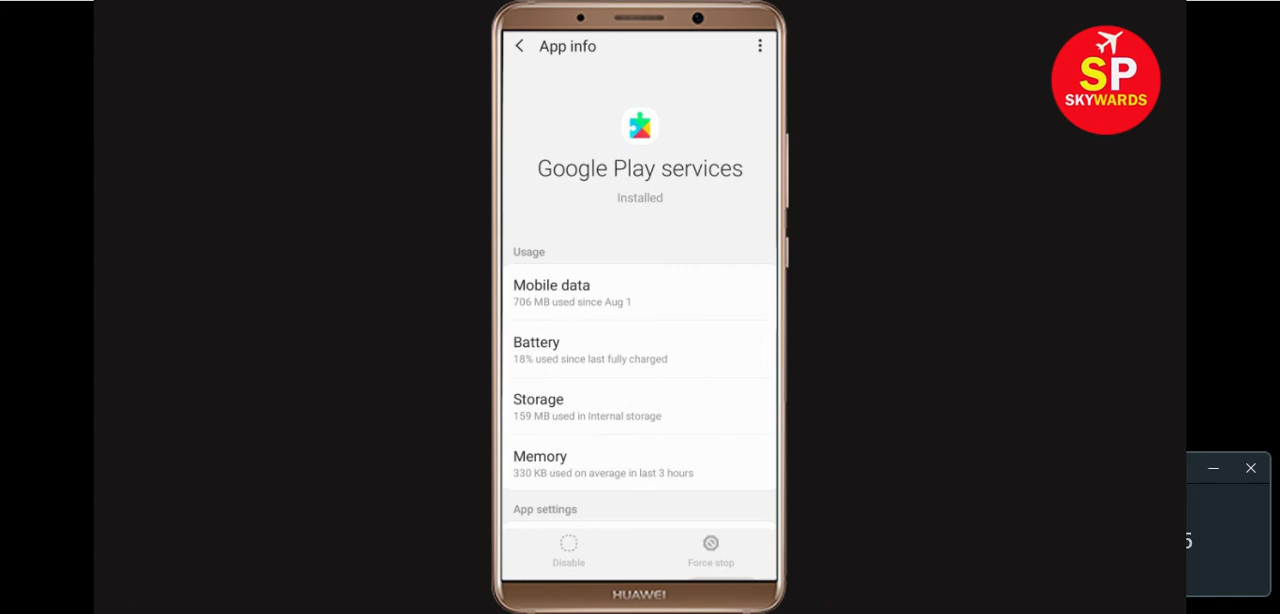 App info
SP
SKYWARDS
Google Play services
Installed
Usage
Mobile data
706 MB used since Aug 1
Battery
18% used since last fully charged
Storage
159 MB used in Internal storage
Memory
330 KB used on average in last 3 hours
App settings
Disable
Force stop
5
HUAWEI